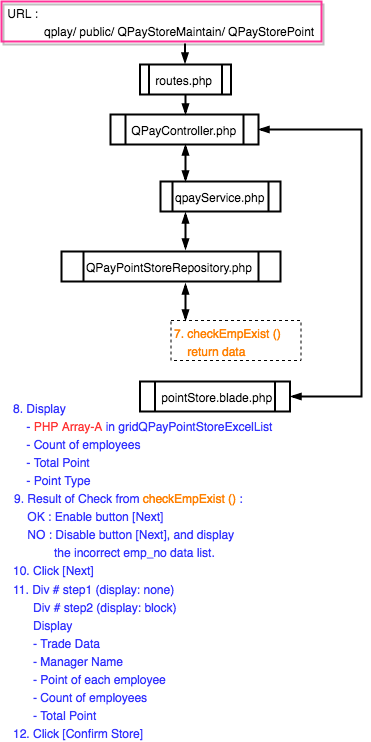 URL :
qplay/ public/ QPayStoreMaintain/ QPayStorePoint
routes.php
QPayController.php
qpayService.php
QPayPointStoreRepository.php
7. checkEmpExist ()
return data
pointStore.blade.php
8. Display
- PHP Array-A in gridQPayPointStoreExcelList
- Count of employees
- Total Point
- Point Type
9. Result of Check from checkEmpExist () :
OK : Enable button [Next]
NO : Disable button [Next], and display
the incorrect emp_no data list.
10. Click [Next]
11. Div # step1 (display: none)
Div # step2 (display: block)
Display
- Trade Data
- Manager Name
- Point of each employee
- Count of employees
- Total Point
12. Click [Confirm Store]